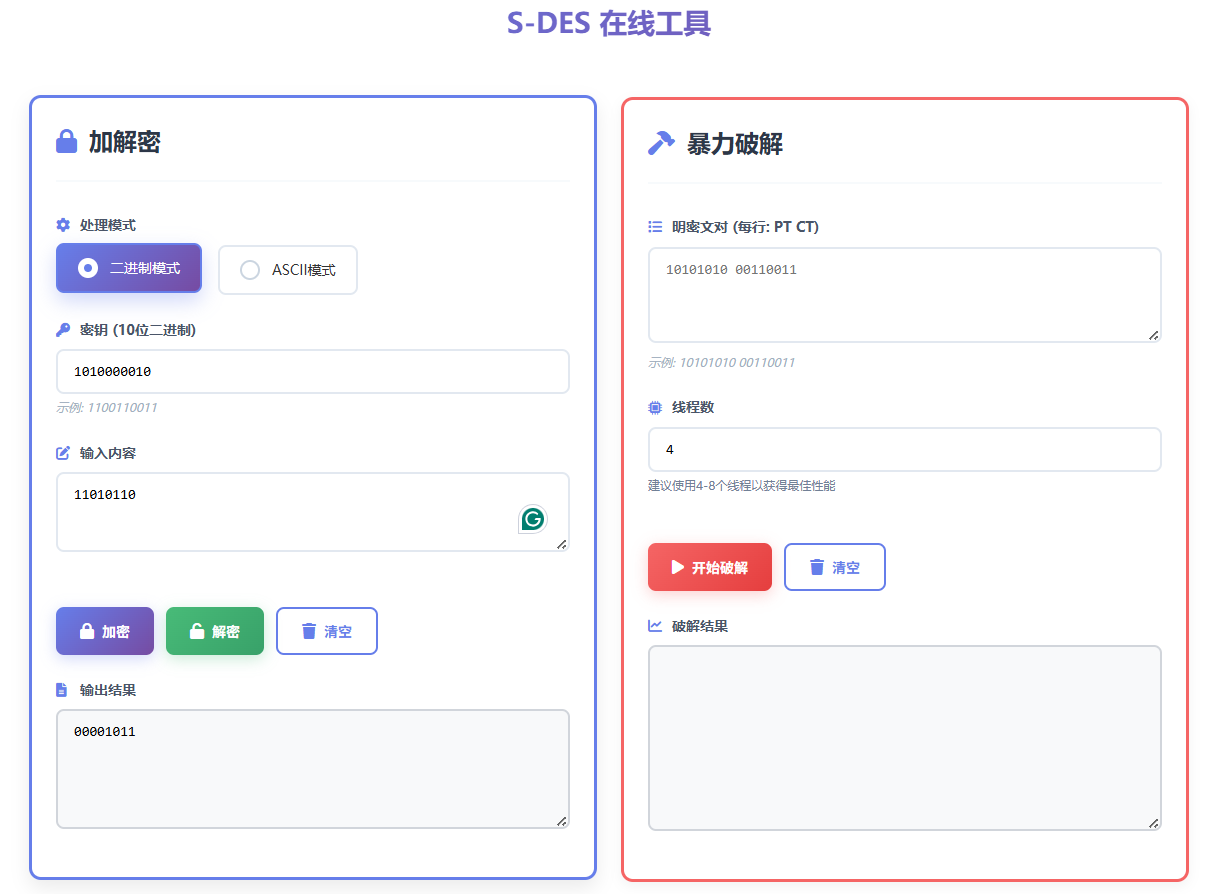 S-DES 在线工具
加解密
处理模式
二进制模式
ASCII模式
密钥 (10位二进制)
1010000010
示例: 1100110011
输入内容
11010110
加密
解密
清空
输出结果
00001011
暴力破解
明密文对 (每行: PT CT)
10101010 00110011
示例: 10101010 00110011
线程数
4
建议使用4-8个线程以获得最佳性能
开始破解
清空
破解结果